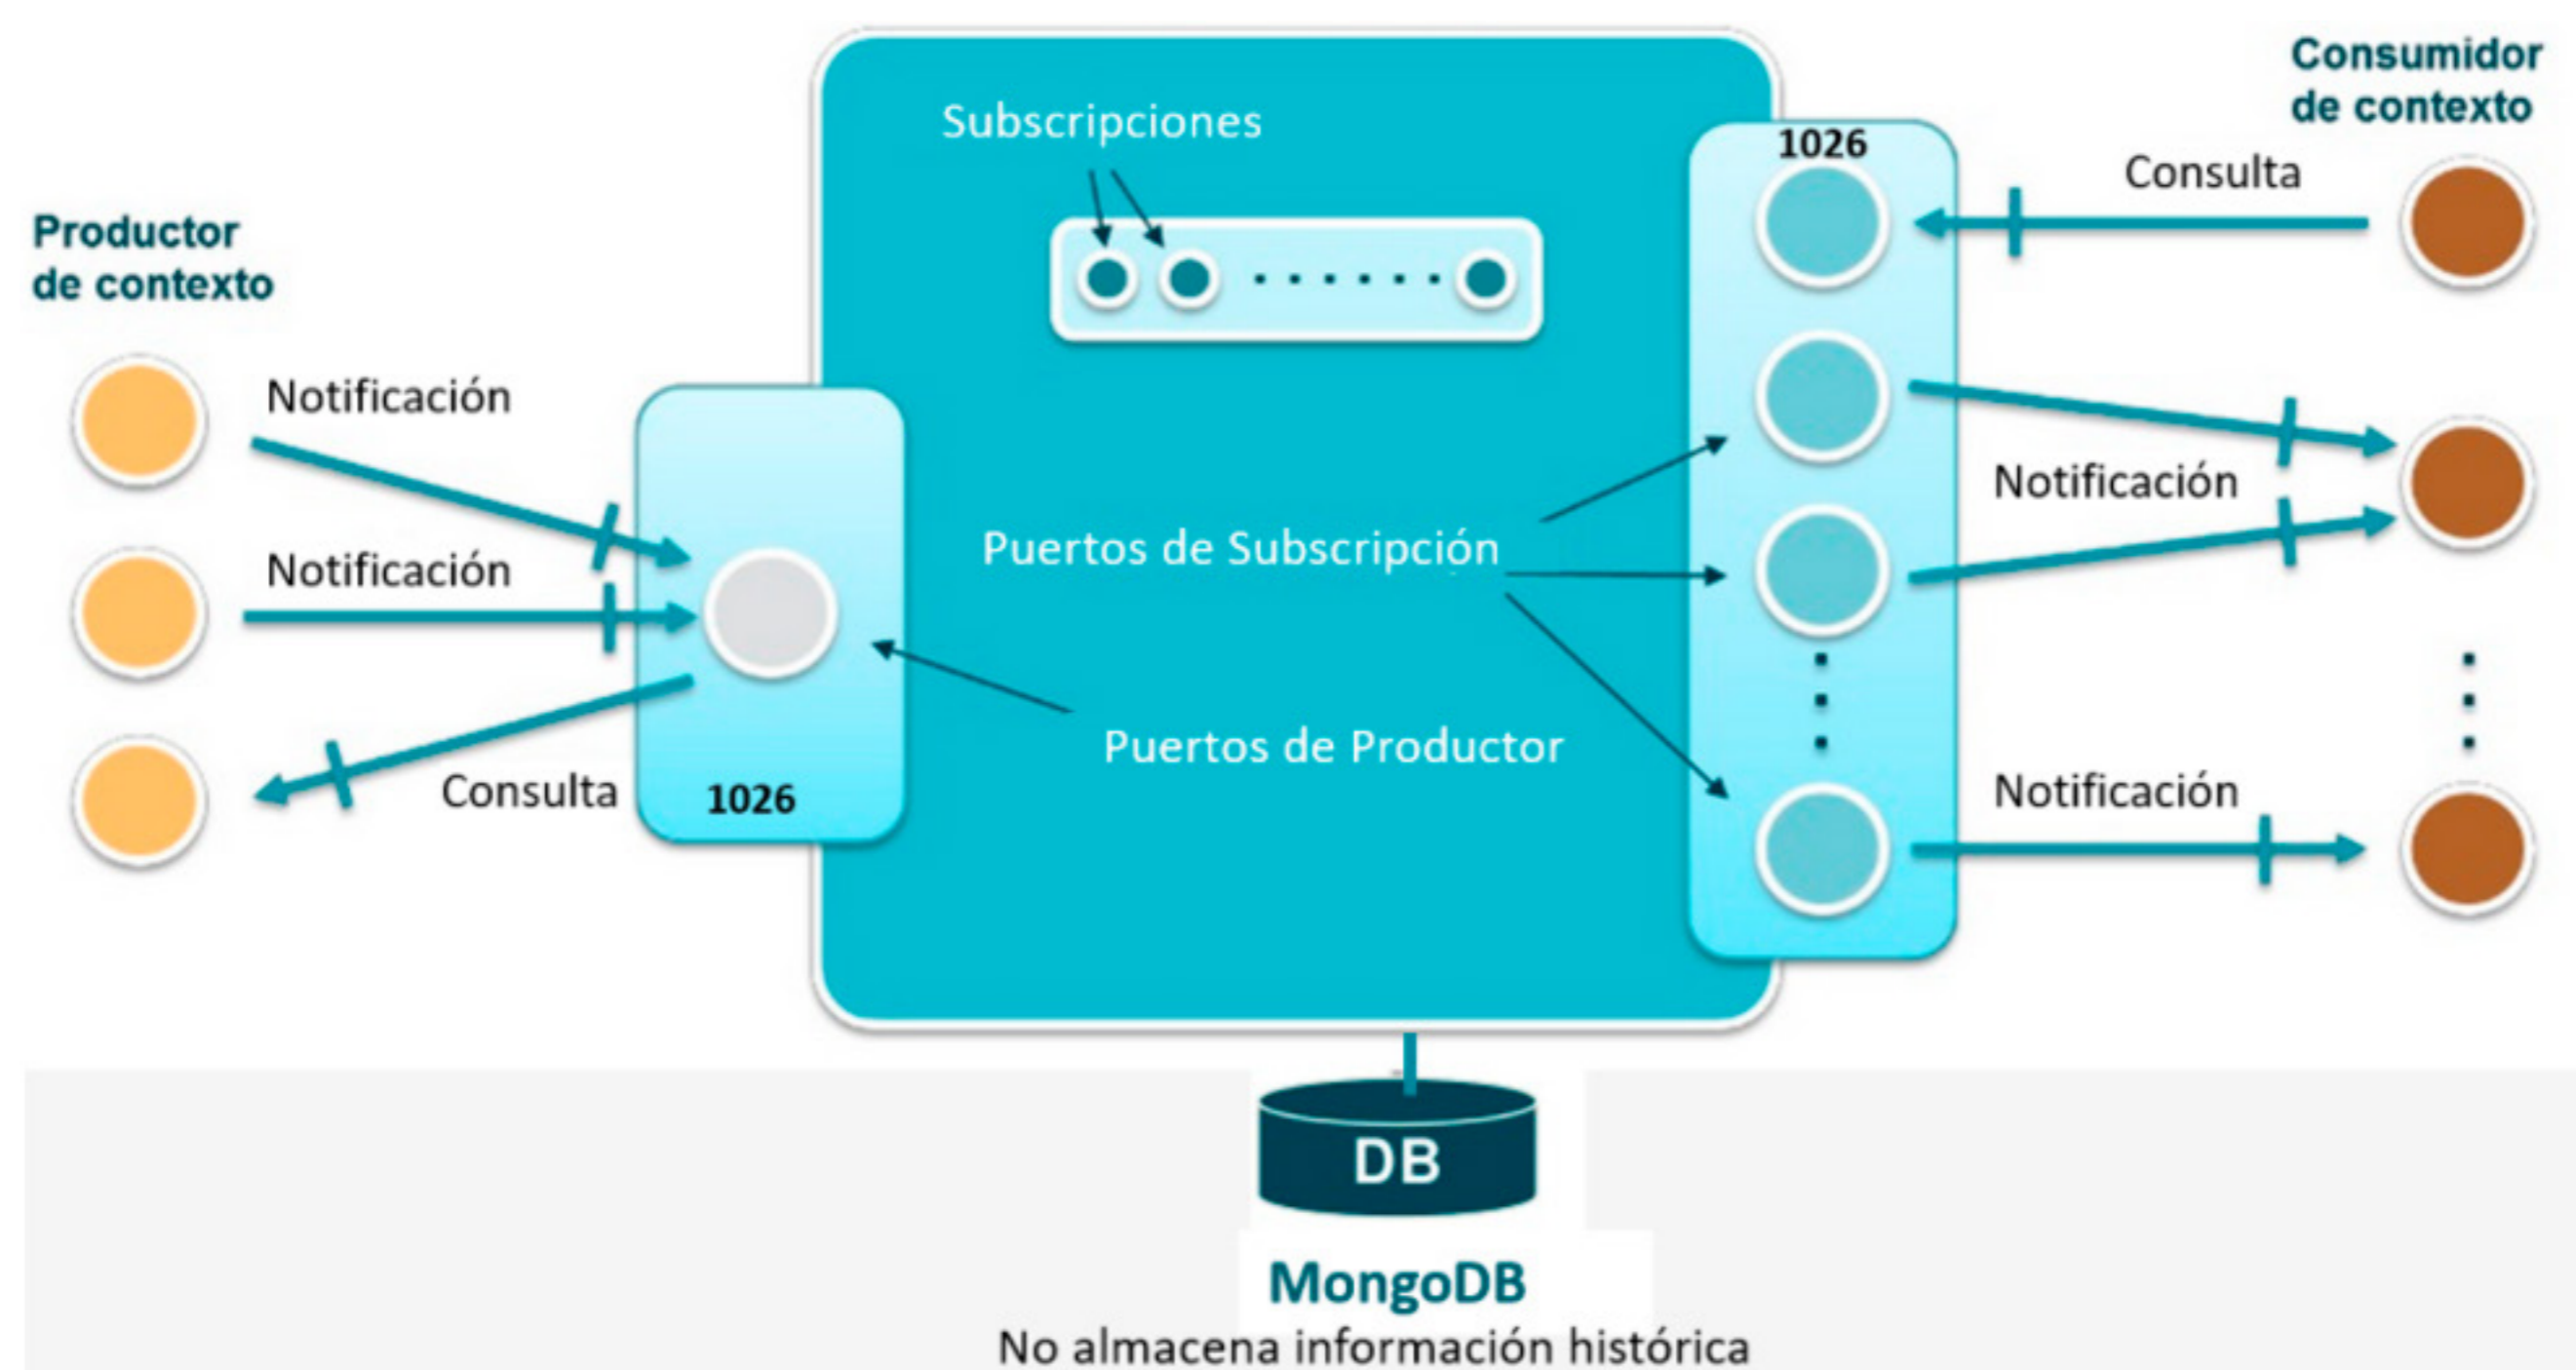 Productor
de contexto
Notificación
Notificación
Consulta
1026
Subscripciones
Puertos de Subscripción
Puertos de Productor
1026
Consumidor
de contexto
Consulta
Notificación
Notificación
DB
MongoDB
No almacena información histórica